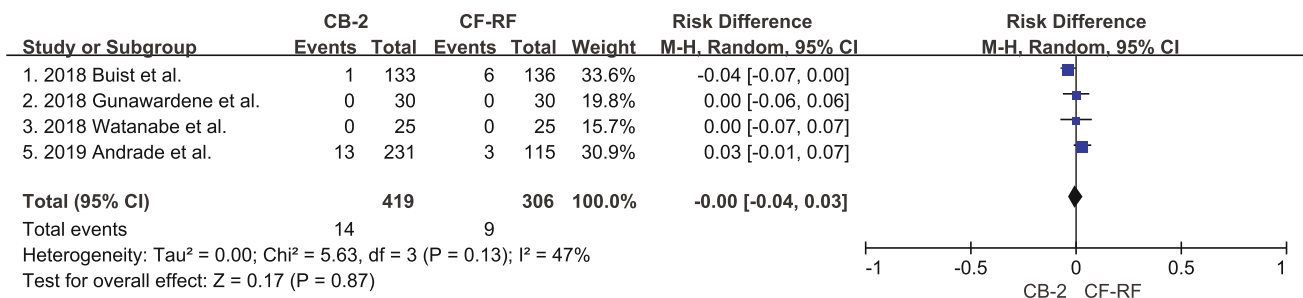 CB-2 CF-RF Risk Difference Risk Difference
Study or Subgroup Events Total Events Total Weight M-H, Random, 95% CI M-H, Random, 95% CI
1. 2018 Buist et al. 1 133 6 136 33.6% -0.04 [-0.07, 0.00]
2. 2018 Gunawardene et al. 0 30 0 30 19.8% 0.00 [-0.06, 0.06]
3. 2018 Watanabe et al. 0 25 0 25 15.7% 0.00 [-0.07, 0.07]
5. 2019 Andrade et al. 13 231 3 115 30.9% 0.03 [-0.01, 0.07]
Total (95% CI) 419 306 100.0% -0.00 [-0.04, 0.03]
Total events 14 9
Heterogeneity: Tau² = 0.00; Chi² = 5.63, df = 3 (P = 0.13); I² = 47%
Test for overall effect: Z = 0.17 (P = 0.87)
-1 -0.5 0 0.5 1
CB-2 CF-RF